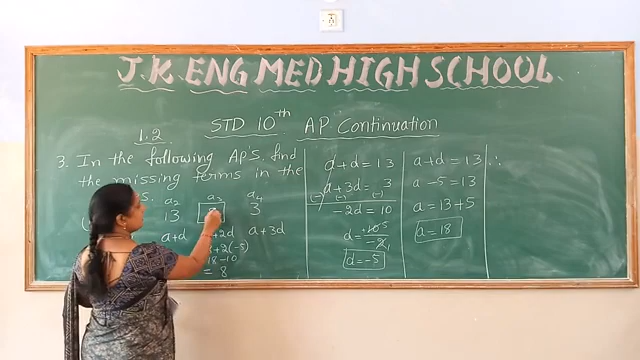 J.K. ENG MED HIGH SCHOOL
STD 10th AP Continuation
1.2
3. In the following AP'S, find
the missing terms in the
s.
a2 a3 a4
13 3
a+d +2d a+3d
+2(-5)
18-10
= 8
a+d = 13
a+3d = 3
(-) (-) (-)
-2d = 10
d = +10 5
-2 1
d = -5
a+d = 13 ∴
a-5 = 13
a = 13+5
a = 18